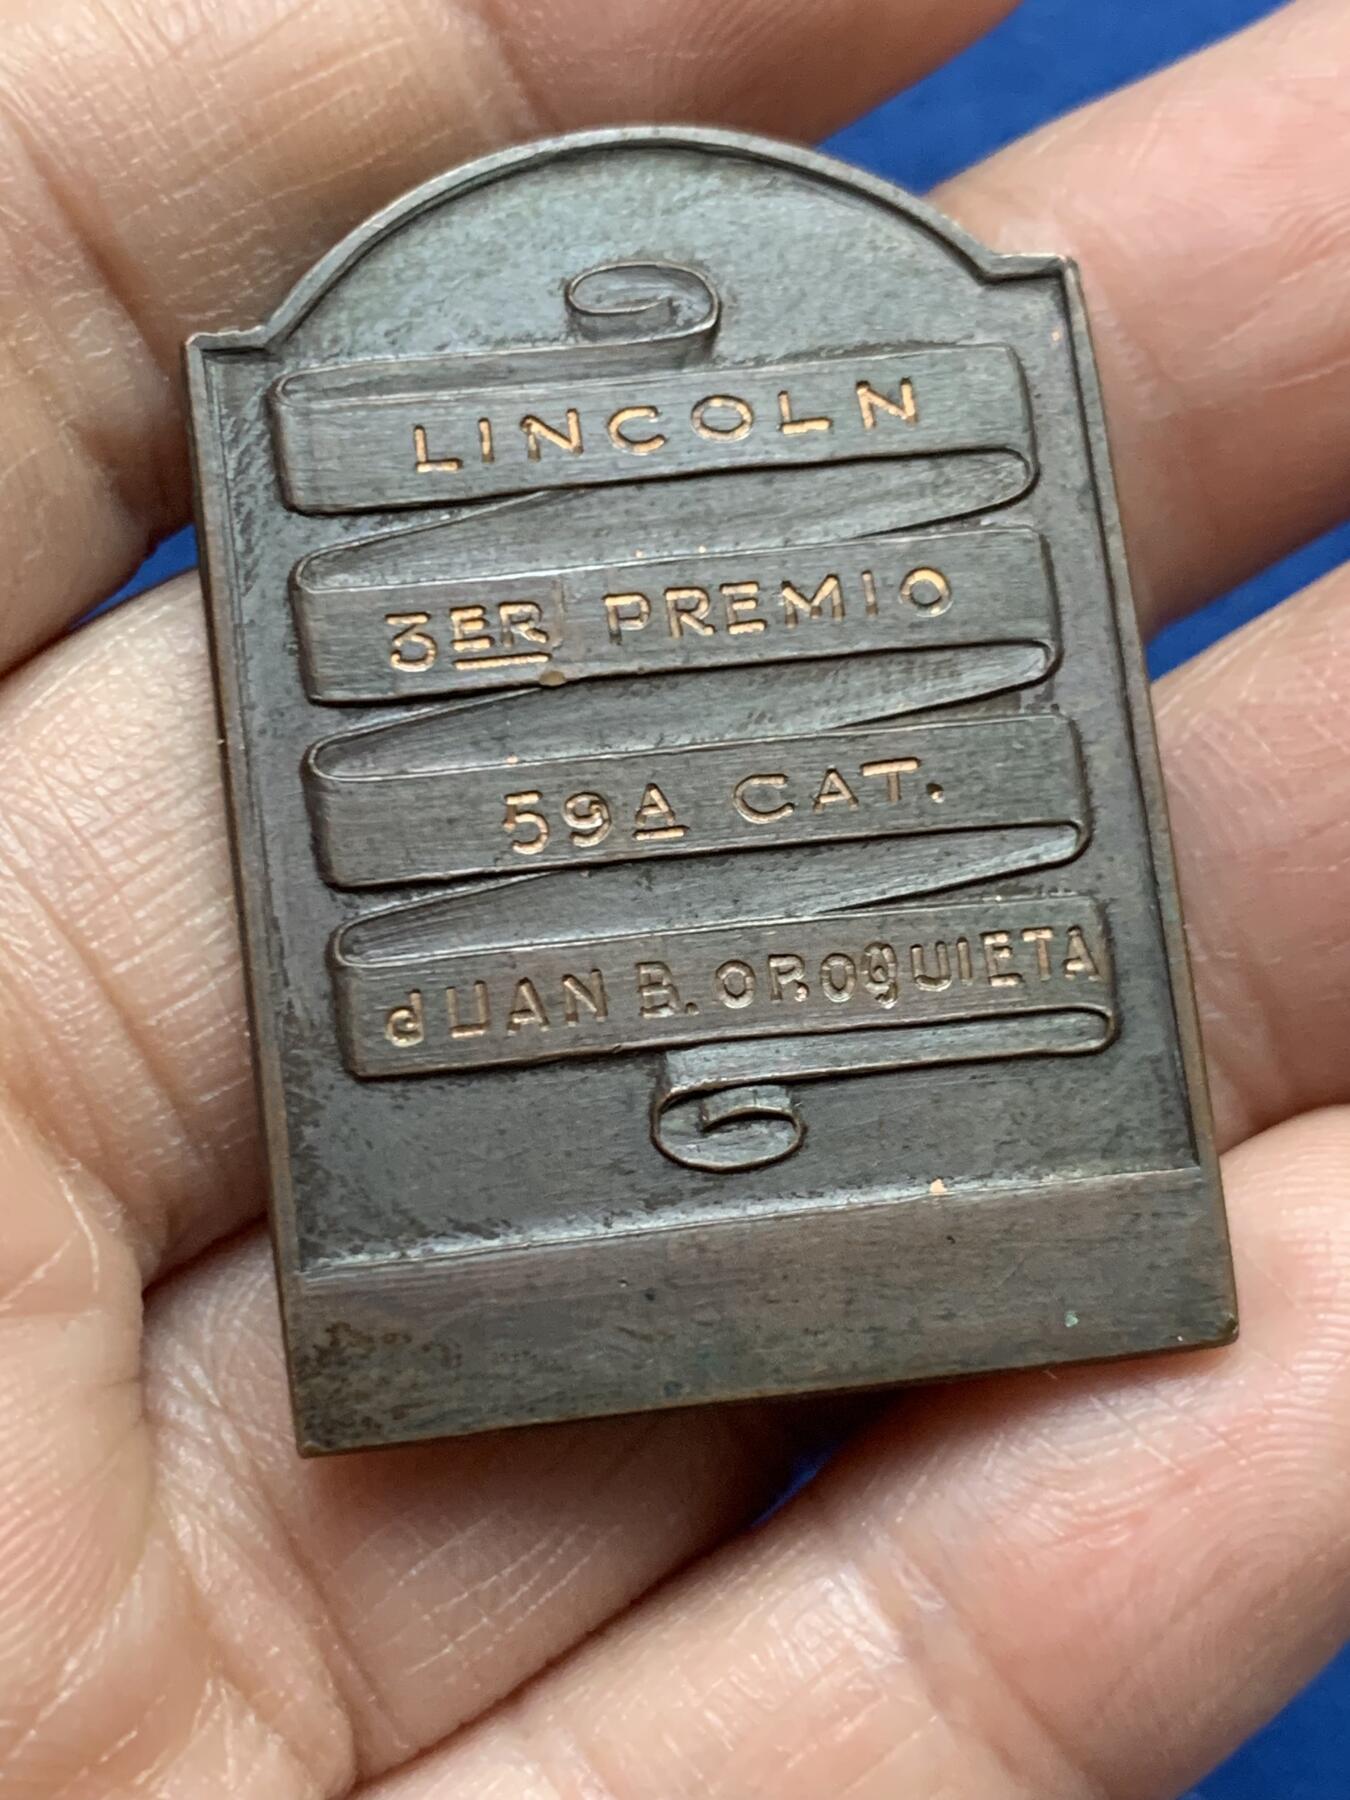 LINCOLN
3ER PREMIO
59A CAT.
JUAN B. OROQUIETA